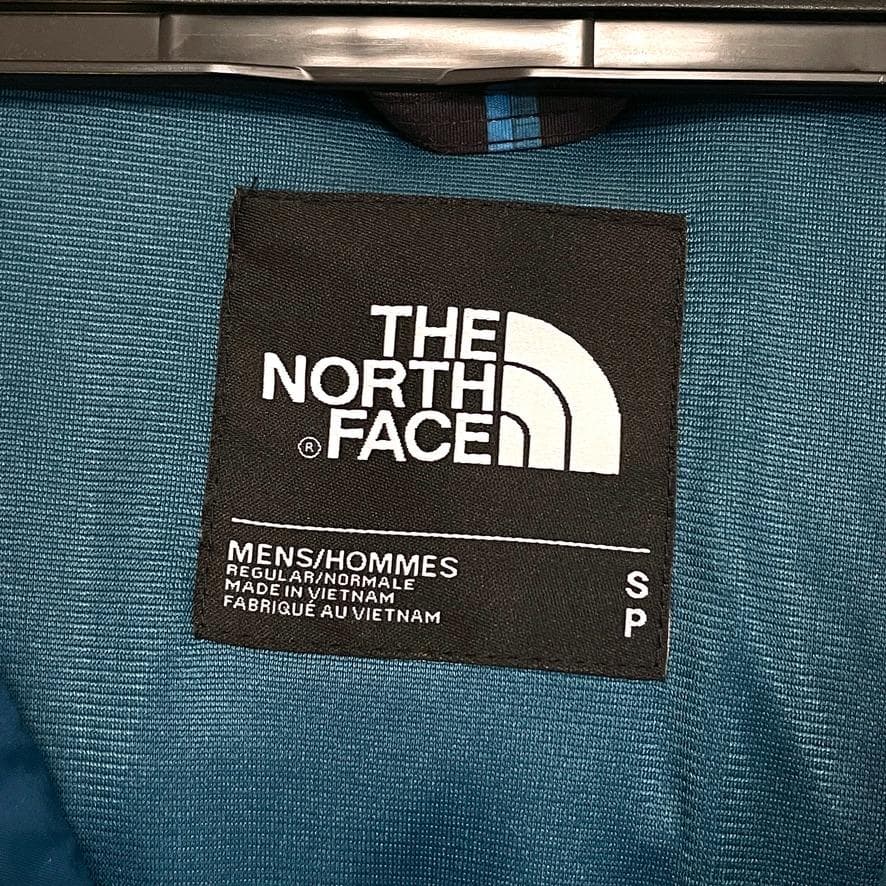 THE
NORTH
® FACE
MENS/HOMMES
REGULAR/NORMALE
MADE IN VIETNAM
FABRIQUÉ AU VIETNAM
S
P